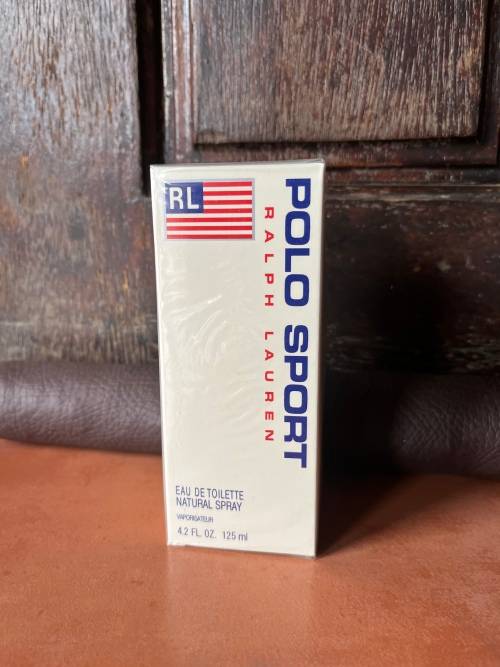 RL
POLO SPORT
RALPH LAUREN
EAU DE TOILETTE
NATURAL SPRAY
VAPORISATEUR
4.2 FL. OZ. 125 ml